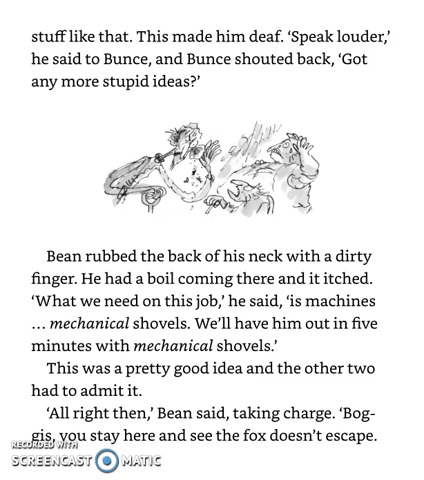 stuff like that. This made him deaf. ‘Speak louder,’
he said to Bunce, and Bunce shouted back, ‘Got
any more stupid ideas?’
Bean rubbed the back of his neck with a dirty
finger. He had a boil coming there and it itched.
‘What we need on this job,’ he said, ‘is machines
… mechanical shovels. We’ll have him out in five
minutes with mechanical shovels.’
This was a pretty good idea and the other two
had to admit it.
‘All right then,’ Bean said, taking charge. ‘Bog-
gis, you stay here and see the fox doesn’t escape.
RECORDED WITH
SCREENCAST MATIC